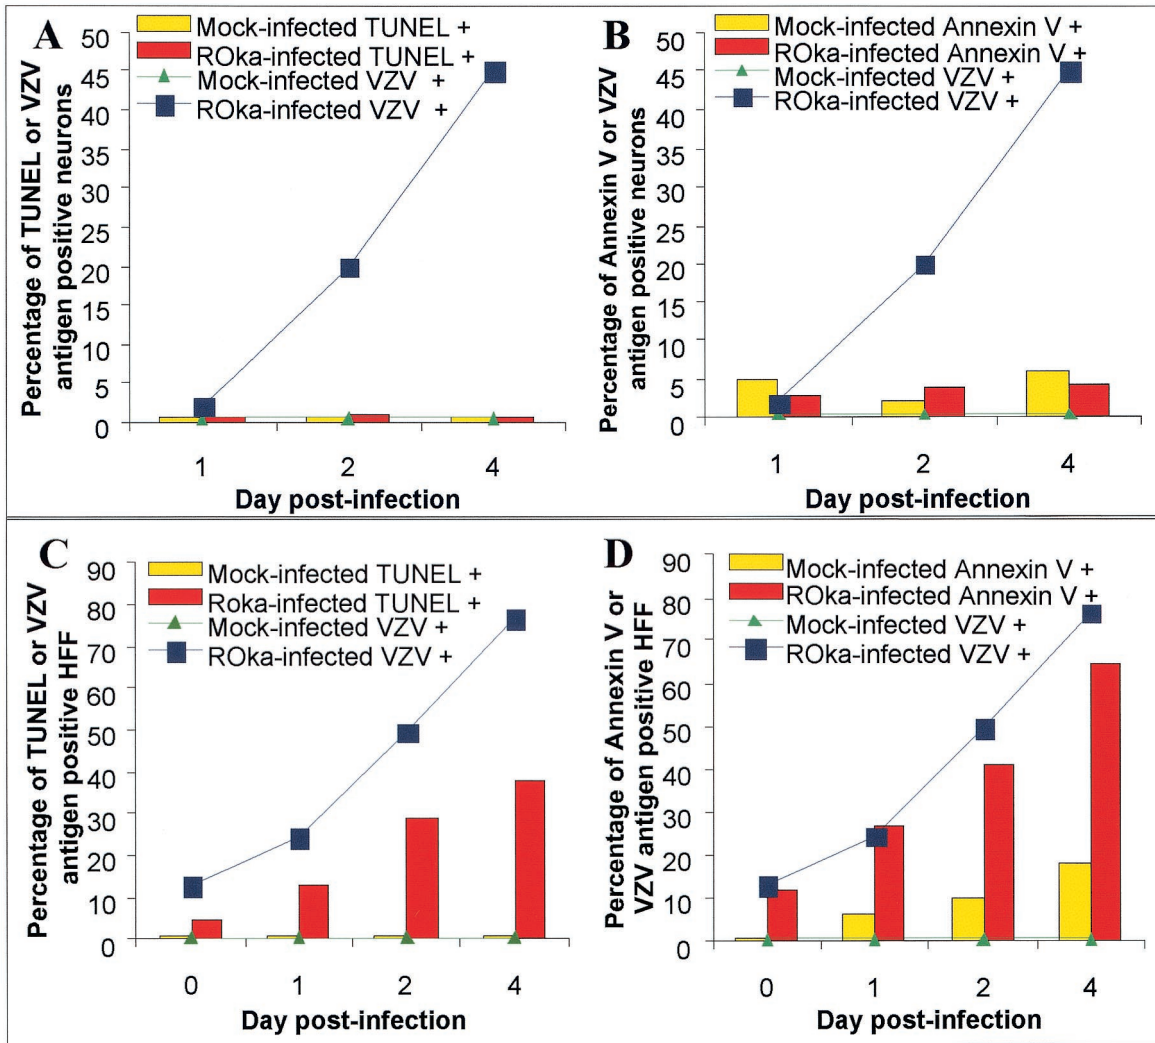 A
Mock-infected TUNEL +
ROka-infected TUNEL +
Mock-infected VZV +
ROka-infected VZV +
Percentage of TUNEL or VZV
antigen positive neurons
50
45
40
35
30
25
20
15
10
5
0
1 2 4
Day post-infection
B
Mock-infected Annexin V +
ROka-infected Annexin V +
Mock-infected VZV +
ROka-infected VZV +
Percentage of Annexin V or VZV
antigen positive neurons
50
45
40
35
30
25
20
15
10
5
0
1 2 4
Day post-infection
C
Mock-infected TUNEL +
Roka-infected TUNEL +
Mock-infected VZV +
ROka-infected VZV +
Percentage of TUNEL or VZV
antigen positive HFF
90
80
70
60
50
40
30
20
10
0
0 1 2 4
Day post-infection
D
Mock-infected Annexin V +
ROka-infected Annexin V +
Mock-infected VZV +
ROka-infected VZV +
Percentage of Annexin V or
VZV antigen positive HFF
90
80
70
60
50
40
30
20
10
0
0 1 2 4
Day post-infection